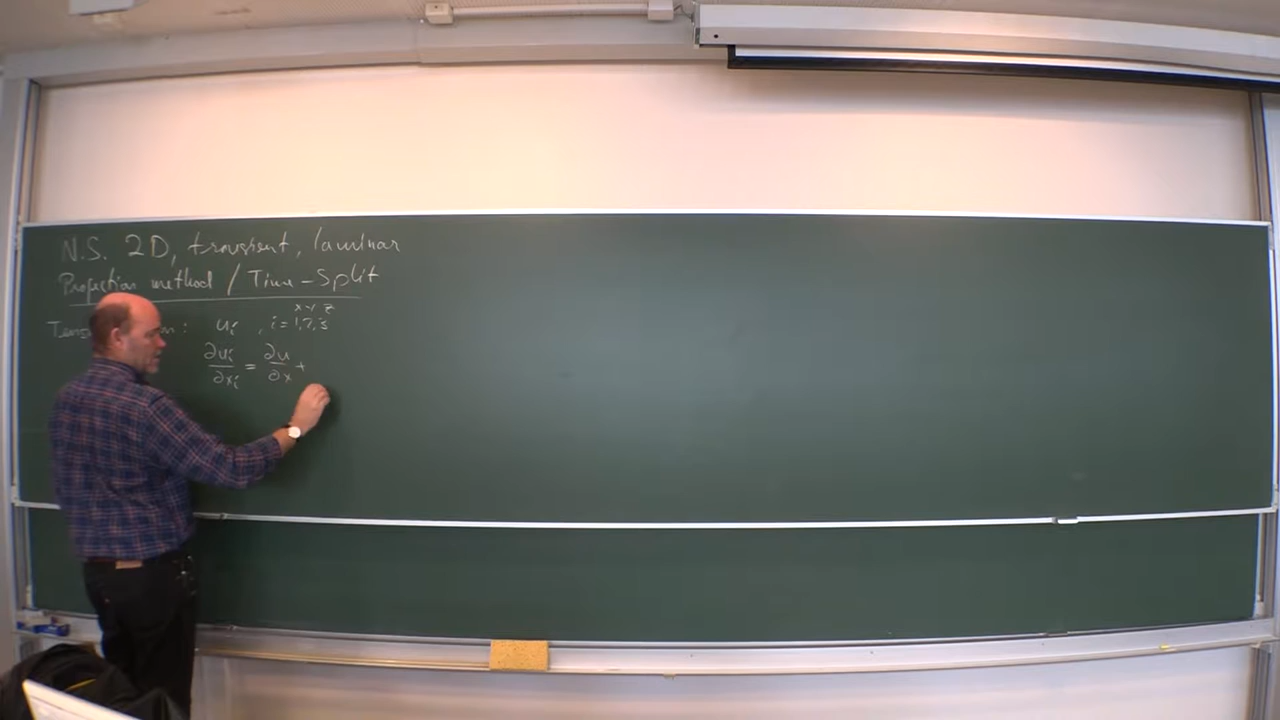 N.S. 2D, transient, laminar
Projection method / Time-Split
x y z
: uᵢ , i = 1,2,3
∂uᵢ/∂xᵢ = ∂u/∂x +